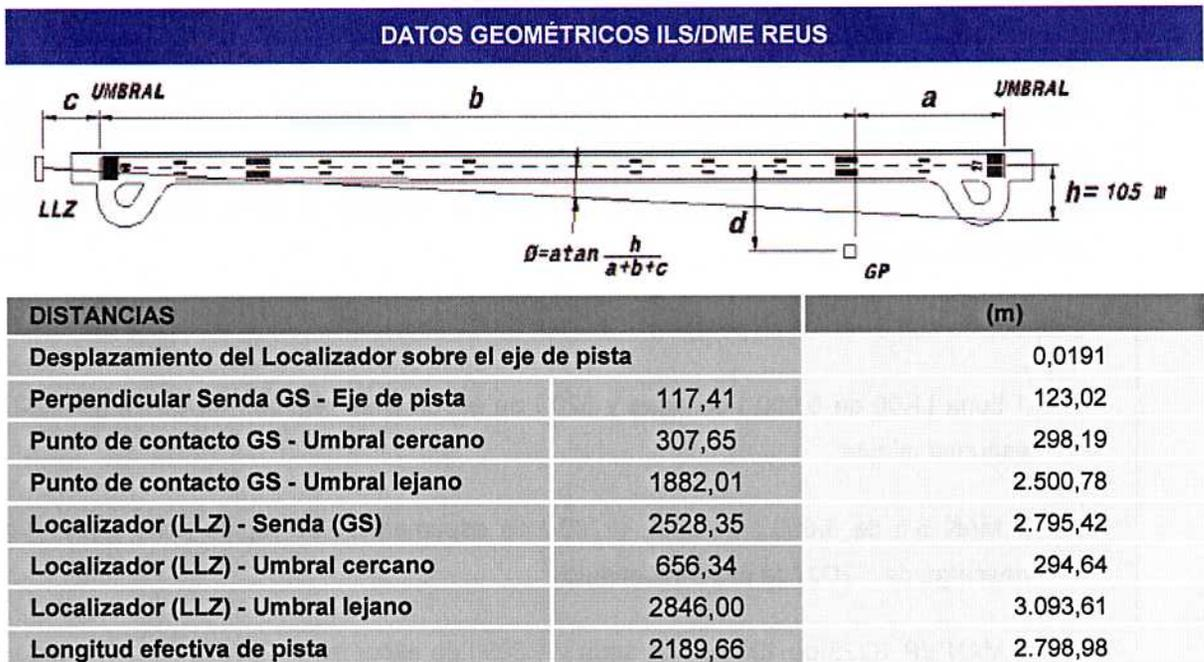 DATOS GEOMÉTRICOS ILS/DME REUS
c UMBRAL b a UMBRAL
LLZ
h= 105 m
d
Ø=atan h
a+b+c
GP
DISTANCIAS (m)
Desplazamiento del Localizador sobre el eje de pista 0,0191
Perpendicular Senda GS - Eje de pista 117,41 123,02
Punto de contacto GS - Umbral cercano 307,65 298,19
Punto de contacto GS - Umbral lejano 1882,01 2.500,78
Localizador (LLZ) - Senda (GS) 2528,35 2.795,42
Localizador (LLZ) - Umbral cercano 656,34 294,64
Localizador (LLZ) - Umbral lejano 2846,00 3.093,61
Longitud efectiva de pista 2189,66 2.798,98